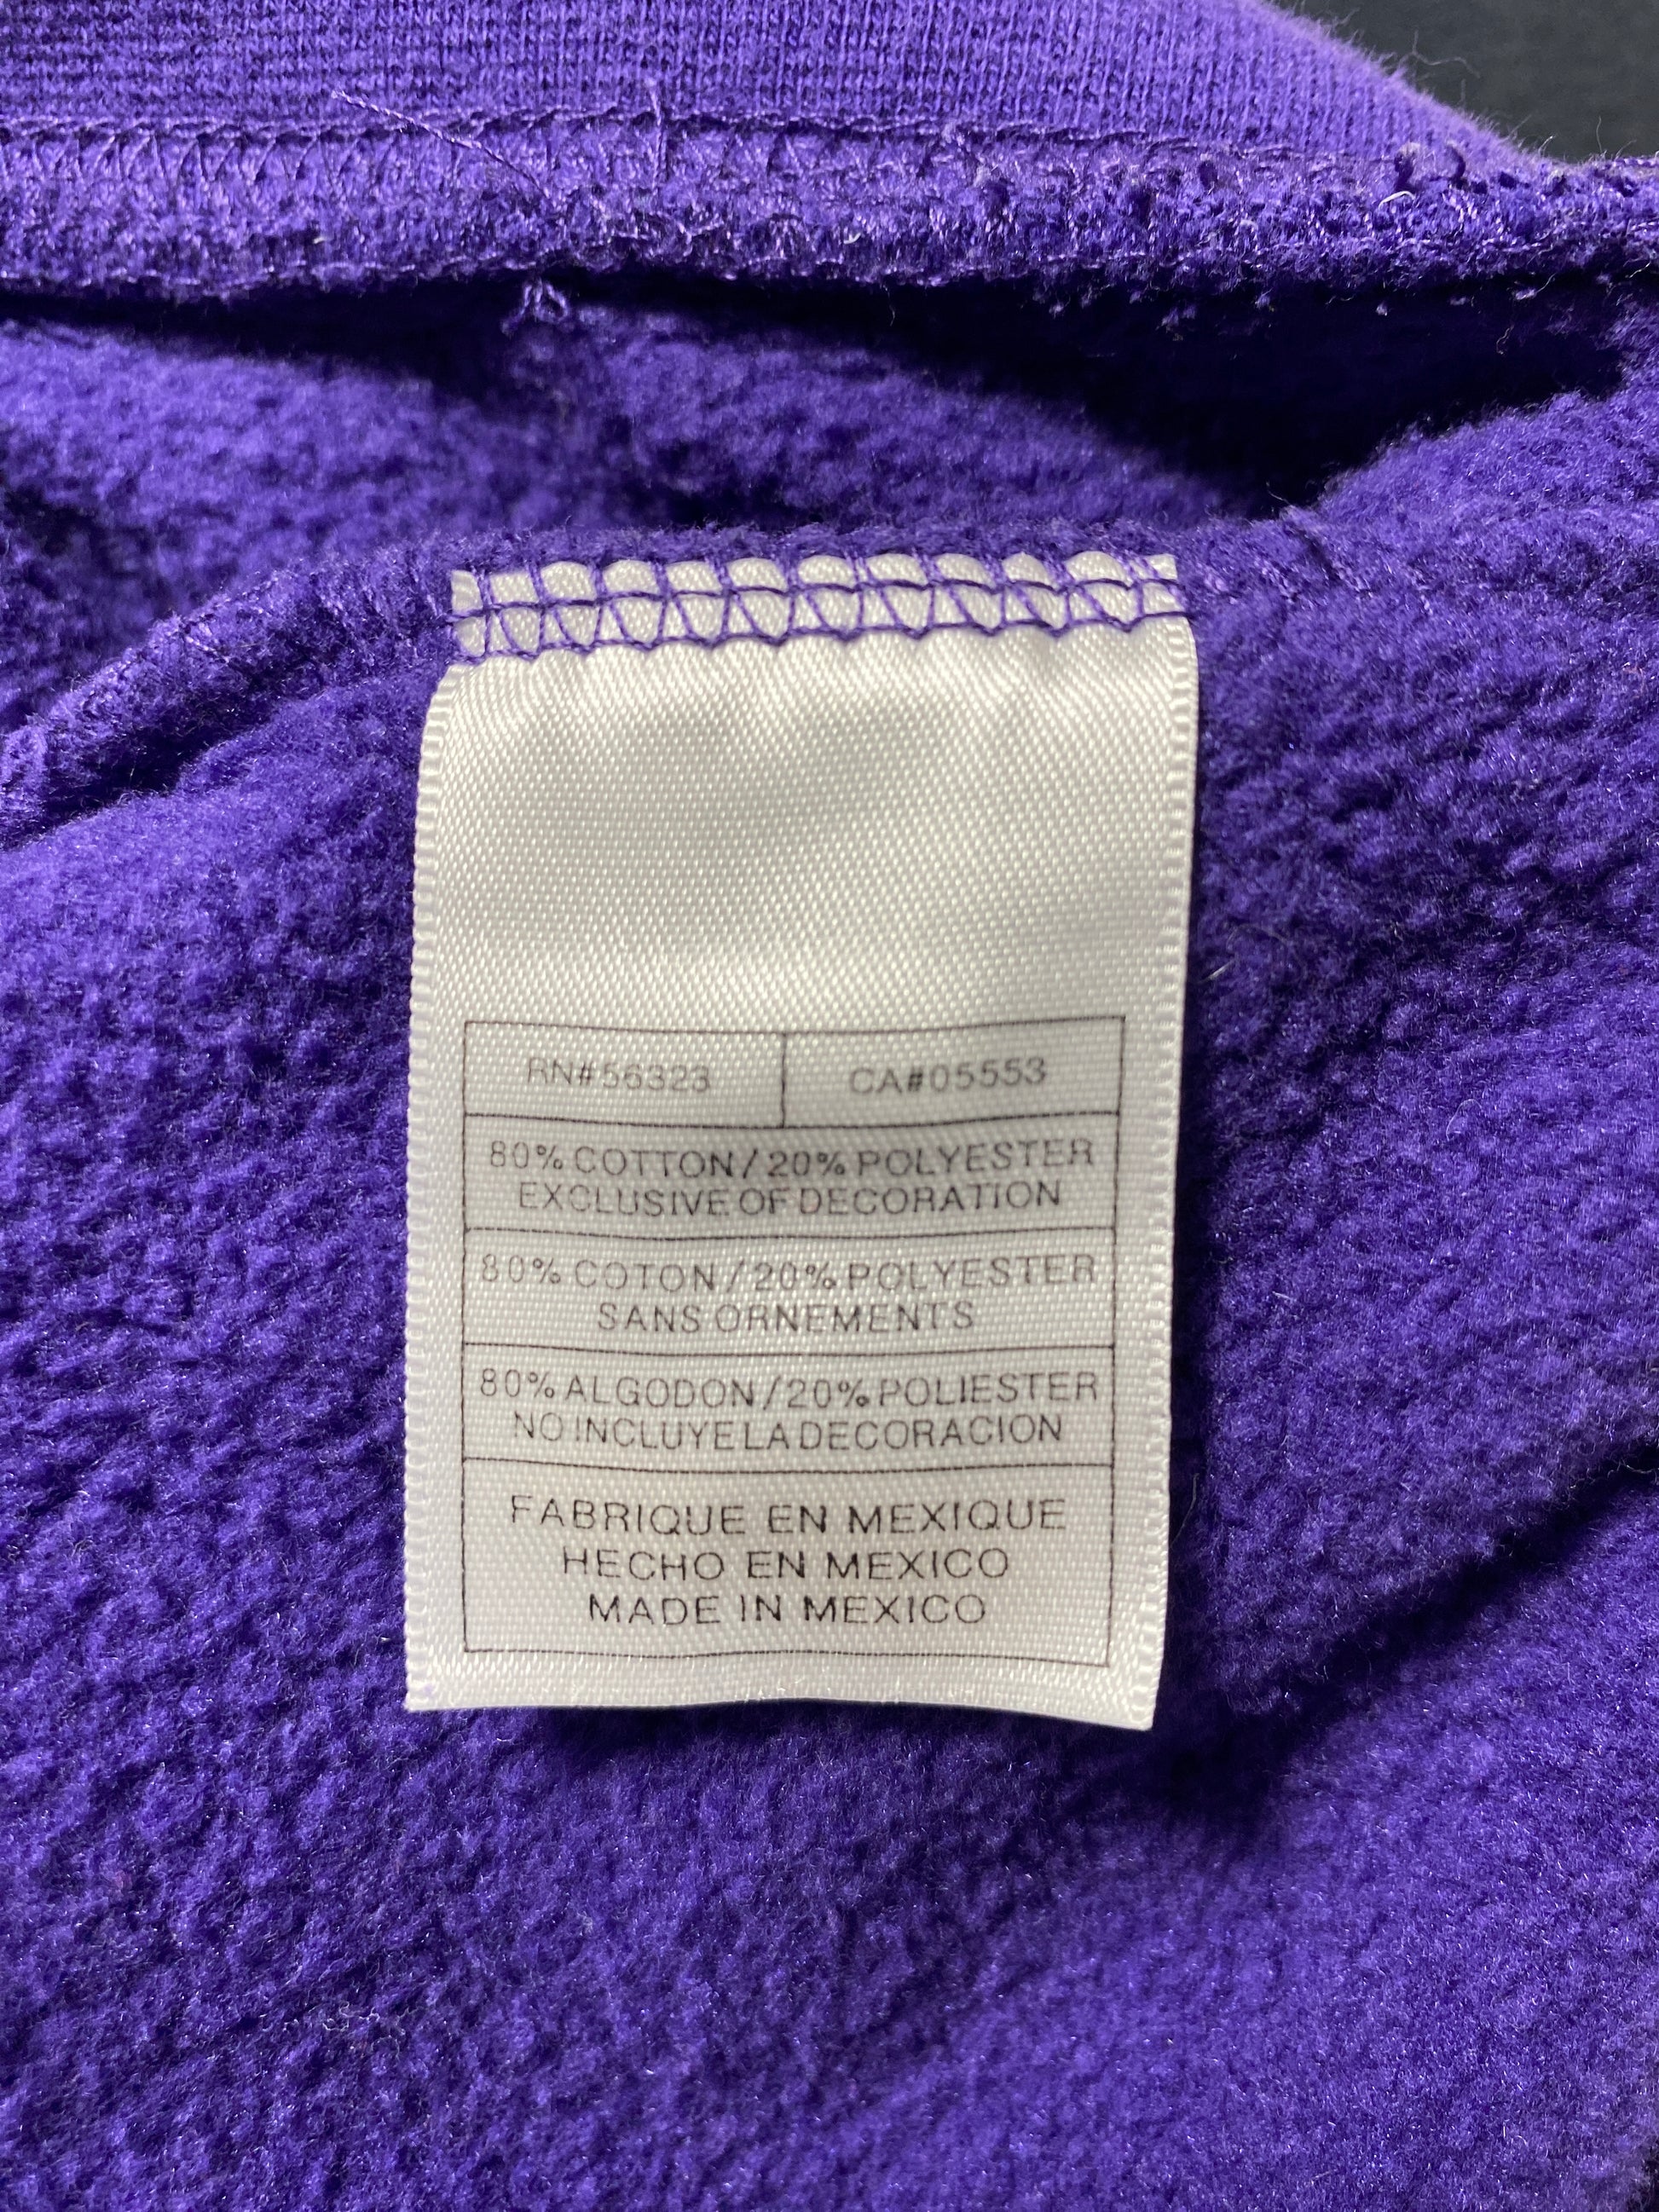 RN#56323 CA#05553
80% COTTON/20% POLYESTER
EXCLUSIVE OF DECORATION
80% COTON/20% POLYESTER
SANS ORNEMENTS
80% ALGODON/20% POLIESTER
NO INCLUYE LA DECORACION
FABRIQUE EN MEXIQUE
HECHO EN MEXICO
MADE IN MEXICO